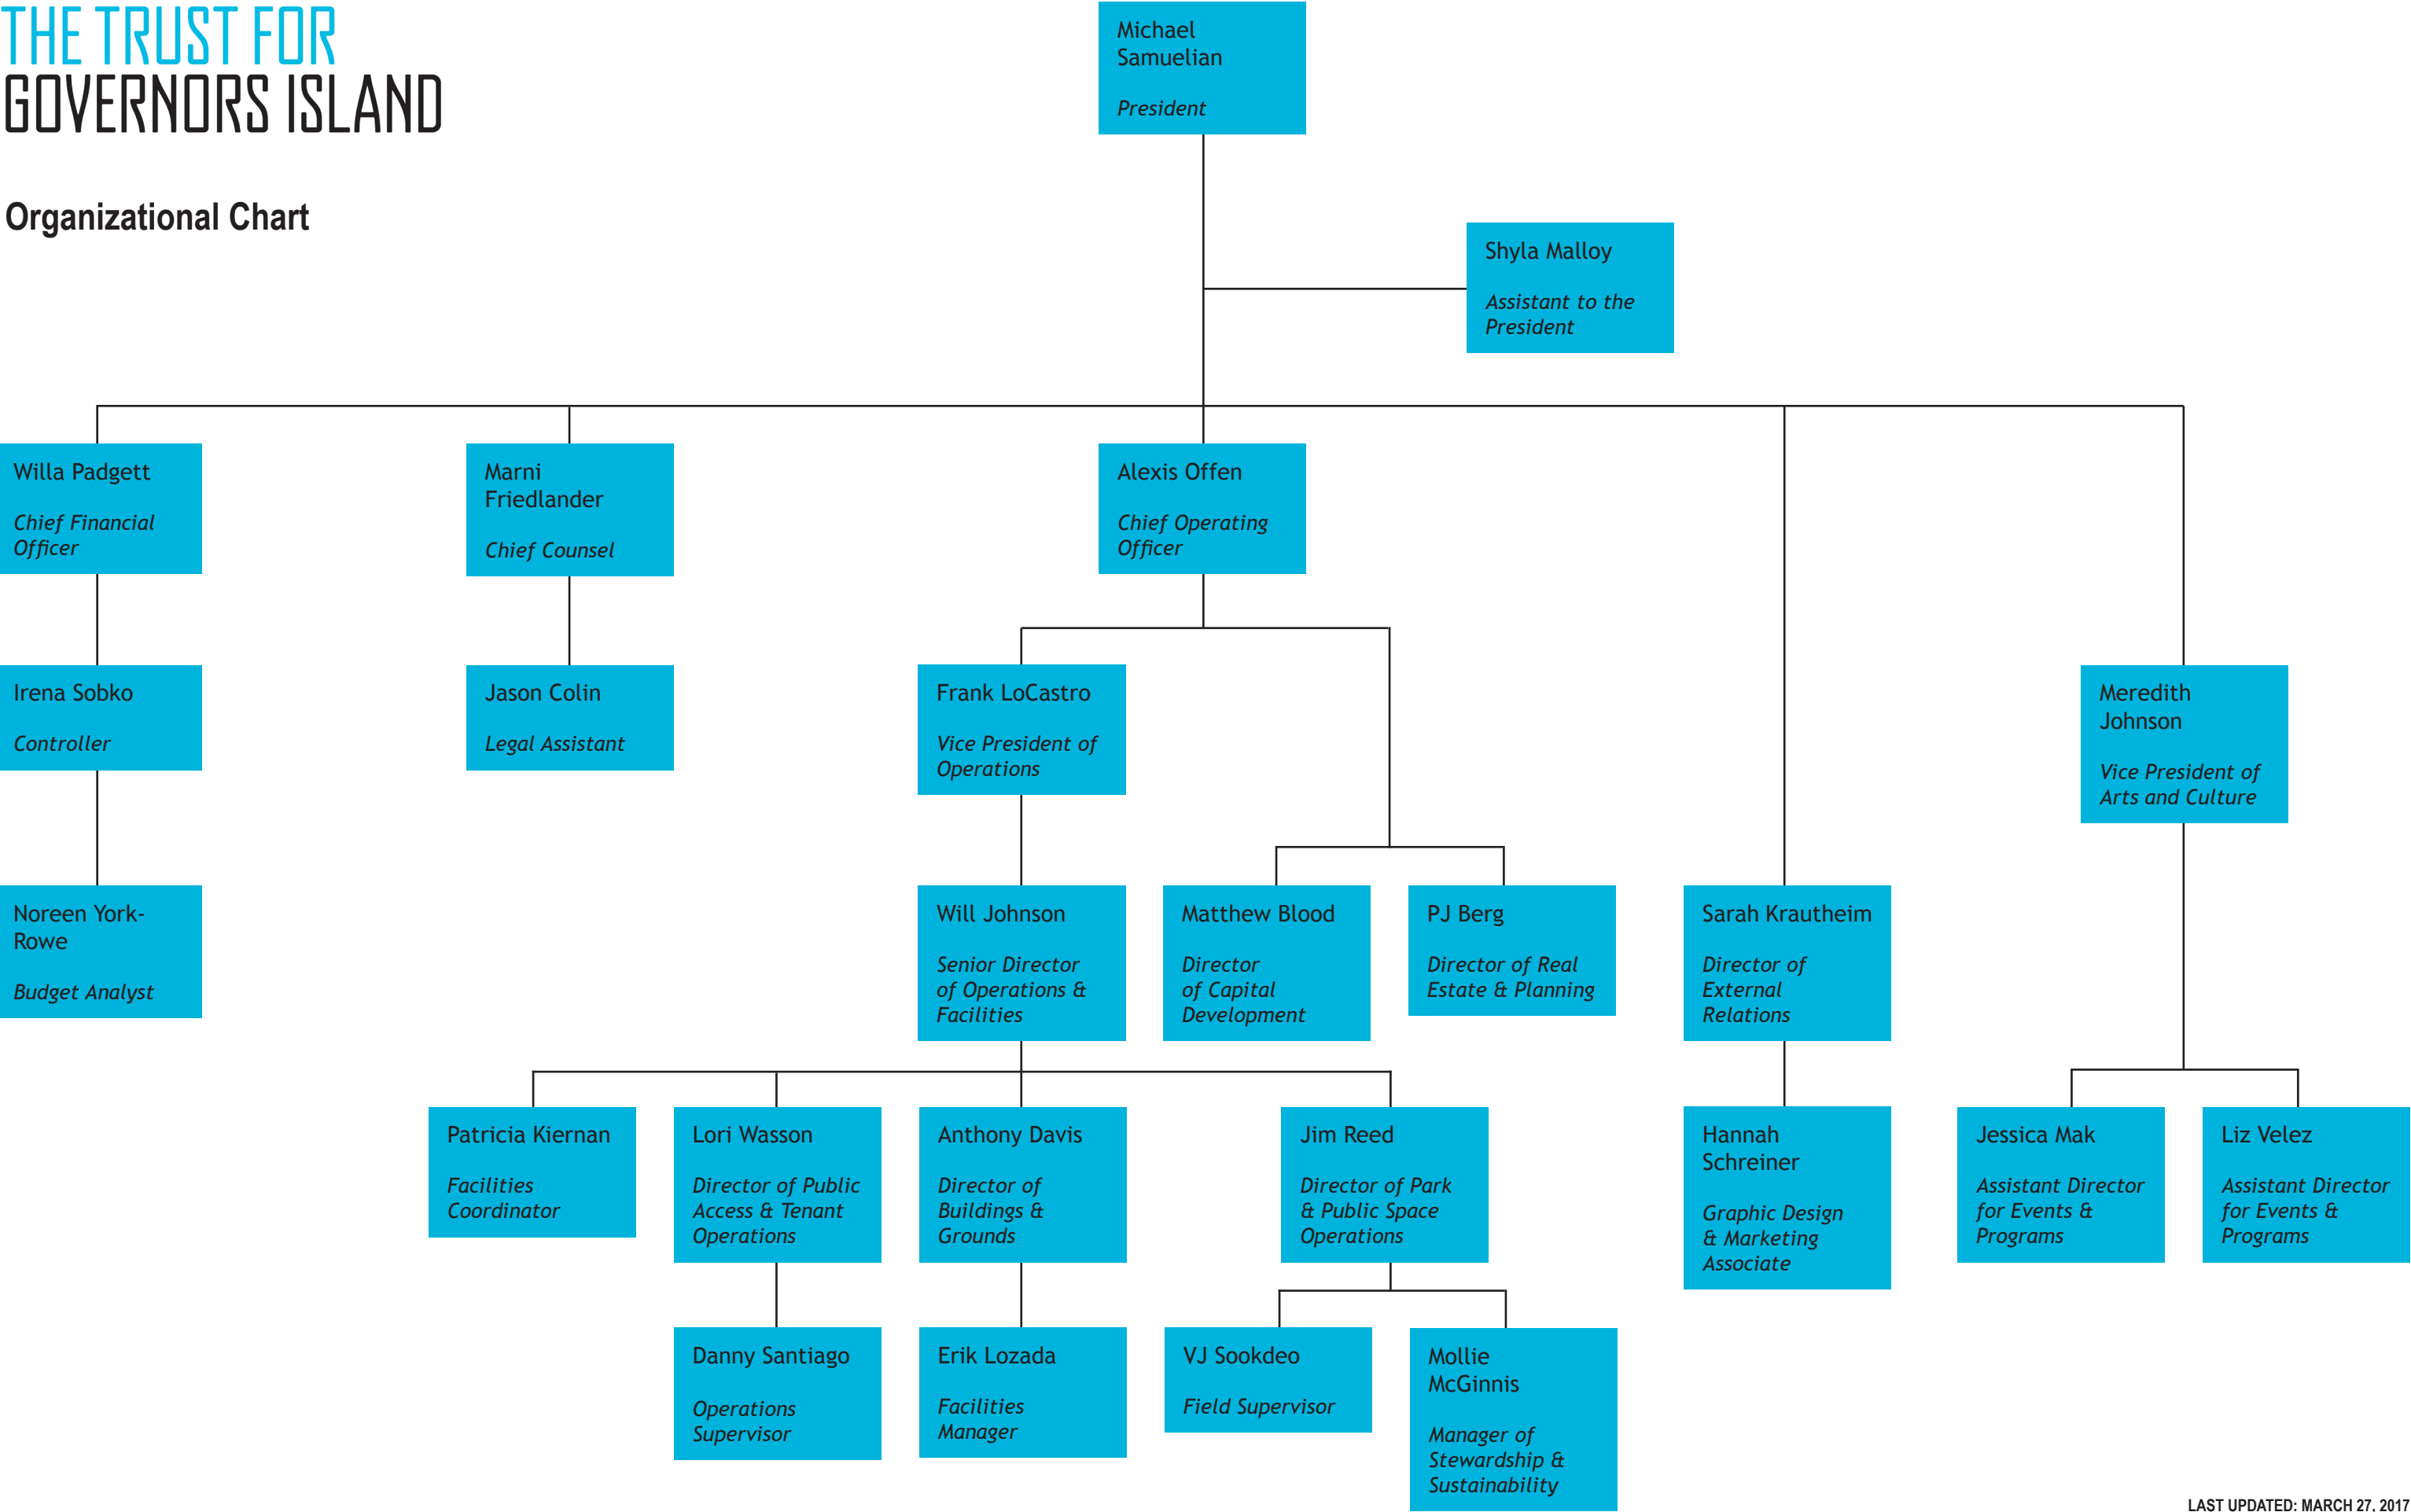 THE TRUST FOR
GOVERNORS ISLAND
Organizational Chart
Michael
Samuelian
President
Shyla Malloy
Assistant to the
President
Willa Padgett
Chief Financial
Officer
Marni
Friedlander
Chief Counsel
Alexis Offen
Chief Operating
Officer
Irena Sobko
Controller
Jason Colin
Legal Assistant
Frank LoCastro
Vice President of
Operations
Meredith
Johnson
Vice President of
Arts and Culture
Noreen York-
Rowe
Budget Analyst
Will Johnson
Senior Director
of Operations &
Facilities
Matthew Blood
Director
of Capital
Development
PJ Berg
Director of Real
Estate & Planning
Sarah Krautheim
Director of
External
Relations
Patricia Kiernan
Facilities
Coordinator
Lori Wasson
Director of Public
Access & Tenant
Operations
Anthony Davis
Director of
Buildings &
Grounds
Jim Reed
Director of Park
& Public Space
Operations
Hannah
Schreiner
Graphic Design
& Marketing
Associate
Jessica Mak
Assistant Director
for Events &
Programs
Liz Velez
Assistant Director
for Events &
Programs
Danny Santiago
Operations
Supervisor
Erik Lozada
Facilities
Manager
VJ Sookdeo
Field Supervisor
Mollie
McGinnis
Manager of
Stewardship &
Sustainability
LAST UPDATED: MARCH 27, 2017